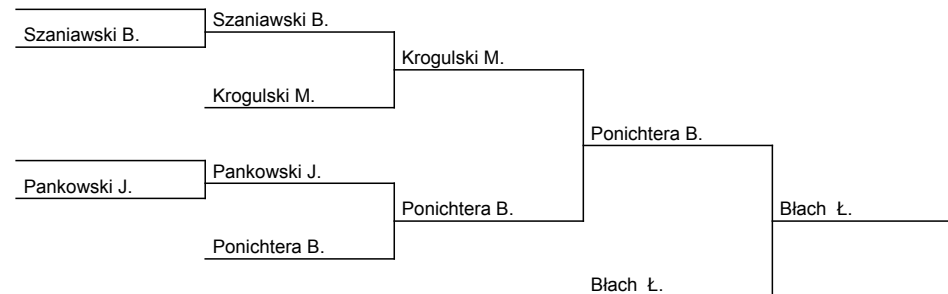 Szaniawski B.
Szaniawski B.
Krogulski M.
Krogulski M.
Ponichtera B.
Pankowski J.
Pankowski J.
Ponichtera B.
Błach Ł.
Ponichtera B.
Błach Ł.